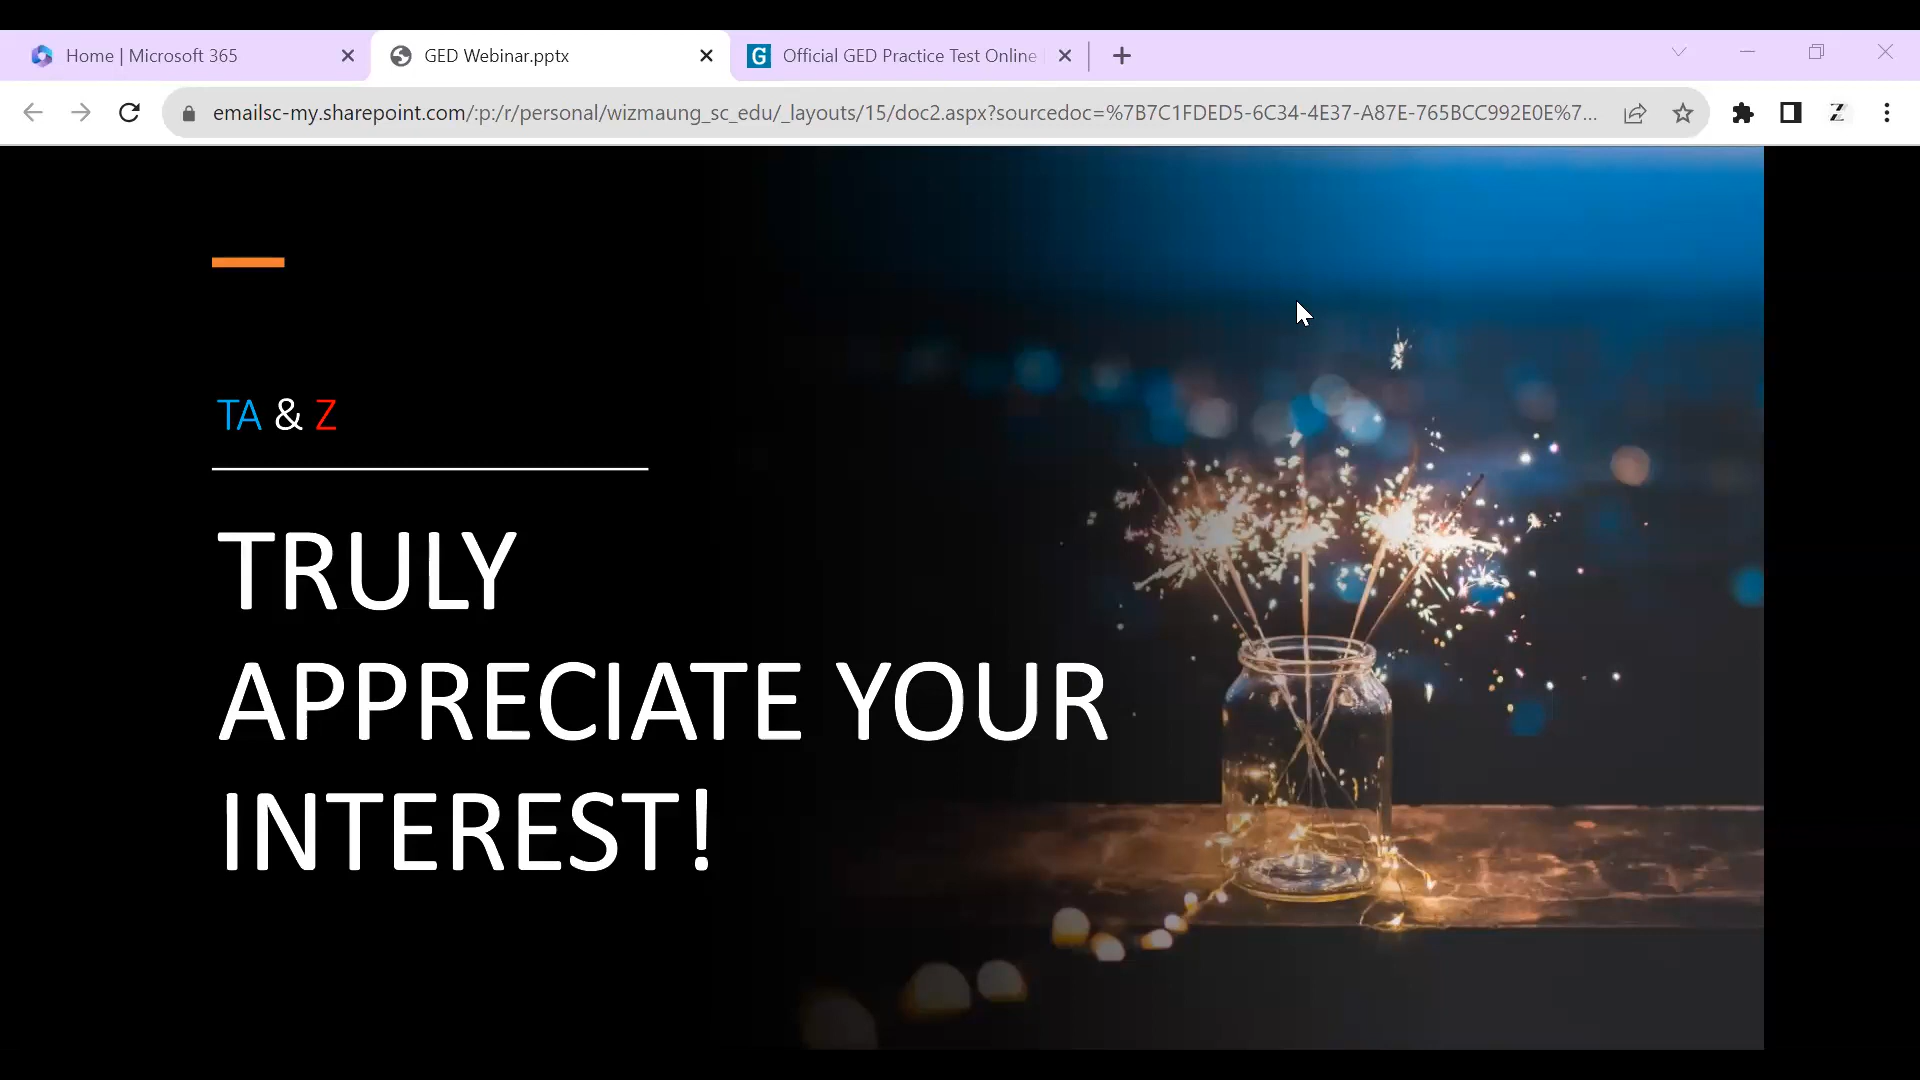 Home | Microsoft 365
GED Webinar.pptx
Official GED Practice Test Online
emailsc-my.sharepoint.com/:p:/r/personal/wizmaung_sc_edu/_layouts/15/doc2.aspx?sourcedoc=%7B7C1FDED5-6C34-4E37-A87E-765BCC992E0E%7...
TA & Z
TRULY
APPRECIATE YOUR
INTEREST!